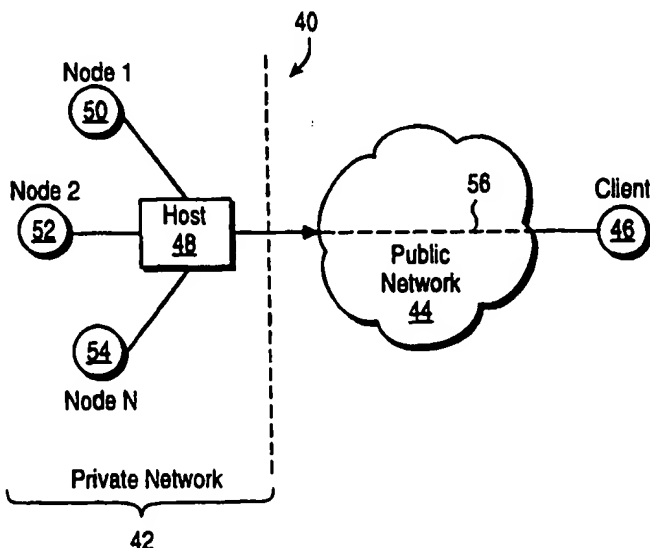 40
Node 1
50
Node 2
52
Host
48
56
Client
46
Public
Network
44
54
Node N
Private Network
42